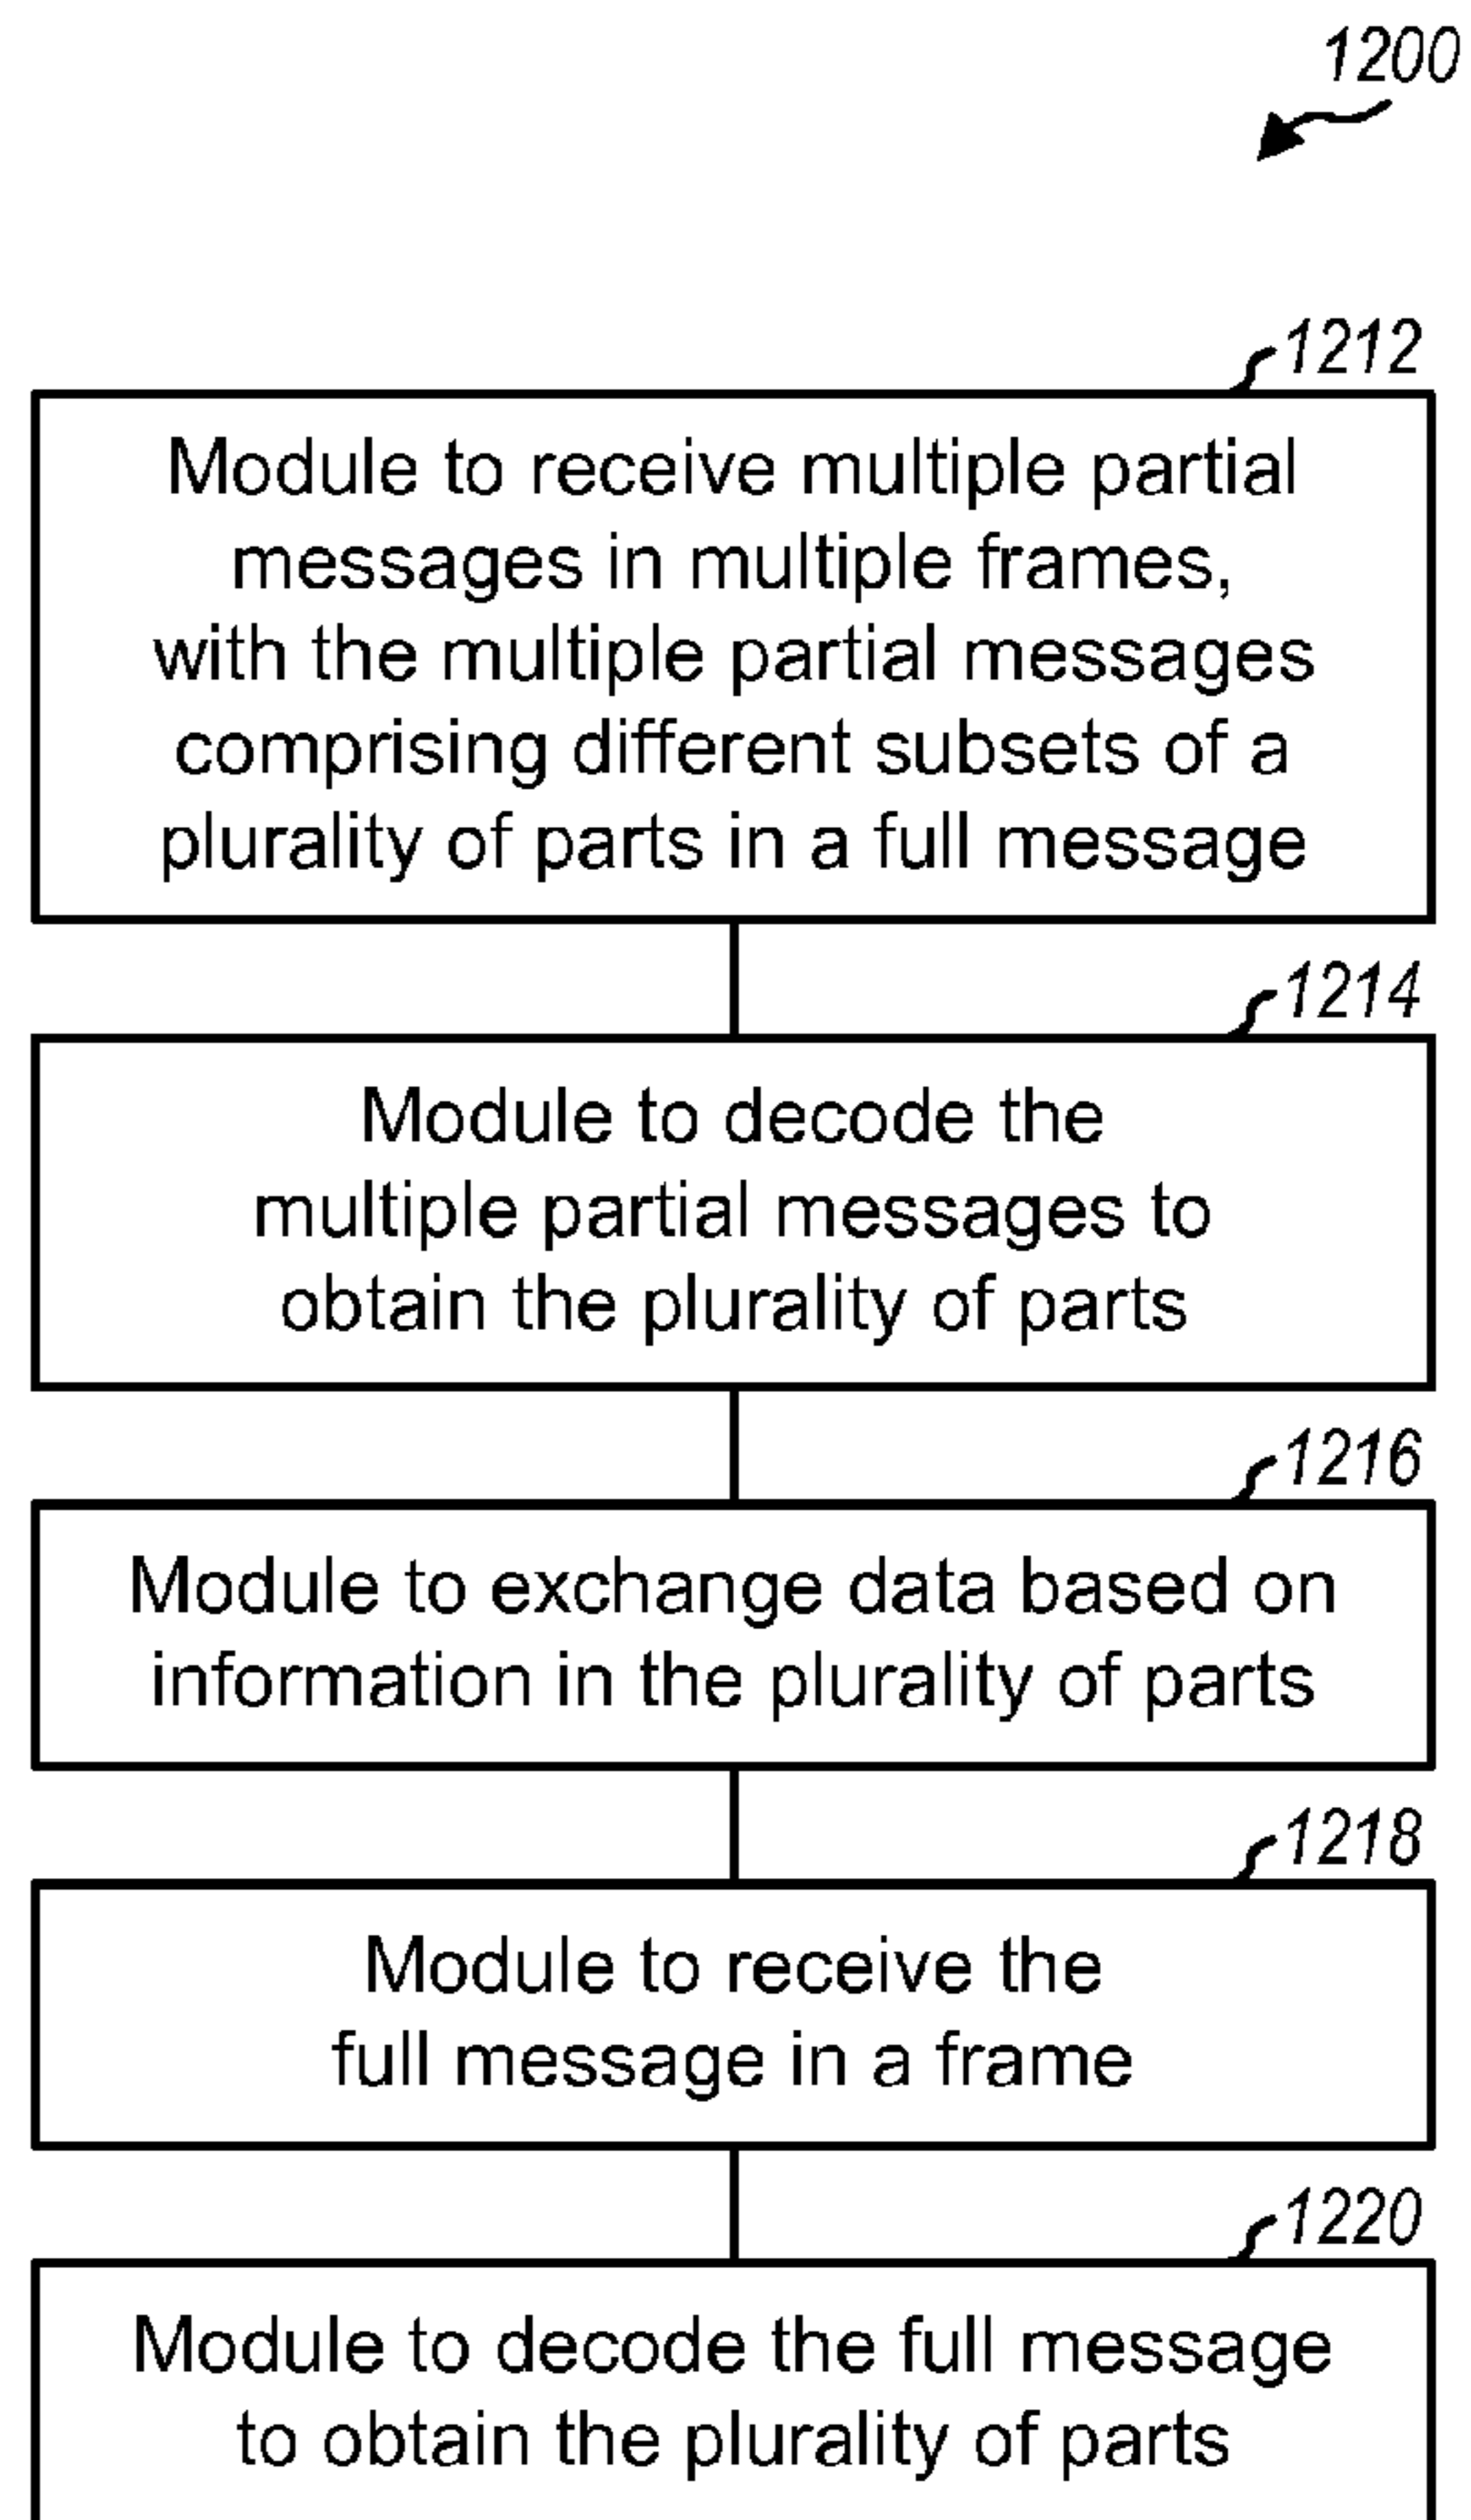 1200
1212
Module to receive multiple partial
messages in multiple frames,
with the multiple partial messages
comprising different subsets of a
plurality of parts in a full message
1214
Module to decode the
multiple partial messages to
obtain the plurality of parts
1216
Module to exchange data based on
information in the plurality of parts
1218
Module to receive the
full message in a frame
1220
Module to decode the full message
to obtain the plurality of parts